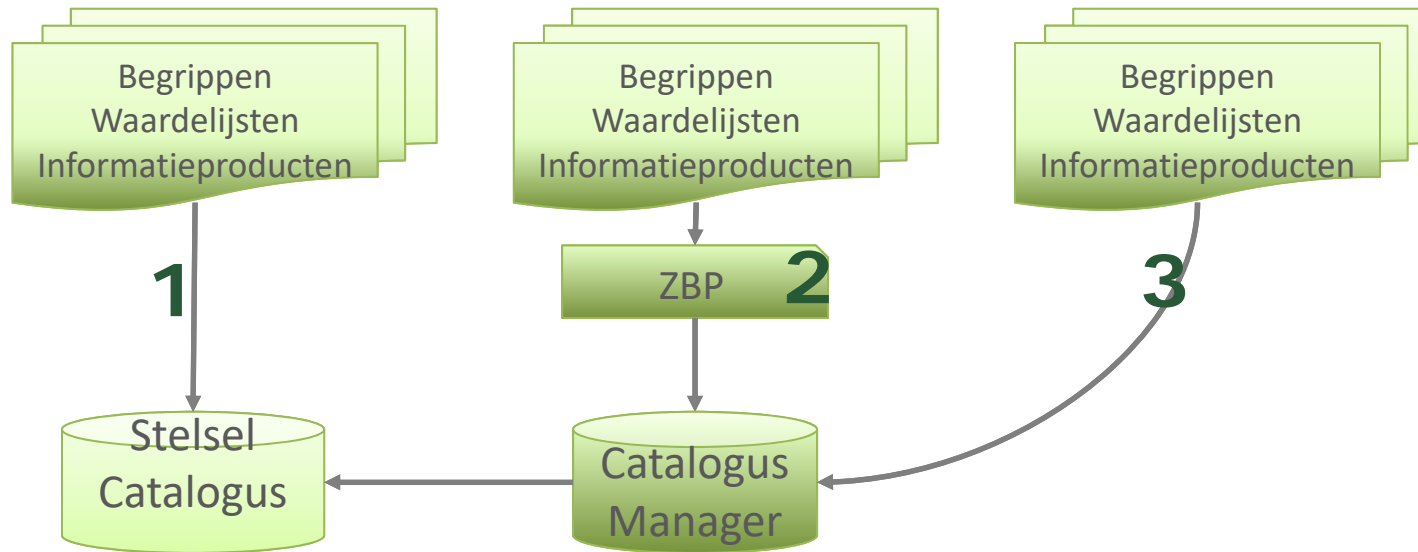 Begrippen
Waardelijsten
Informatieproducten
Begrippen
Waardelijsten
Informatieproducten
Begrippen
Waardelijsten
Informatieproducten
1
ZBP
2
3
Stelsel
Catalogus
Catalogus
Manager